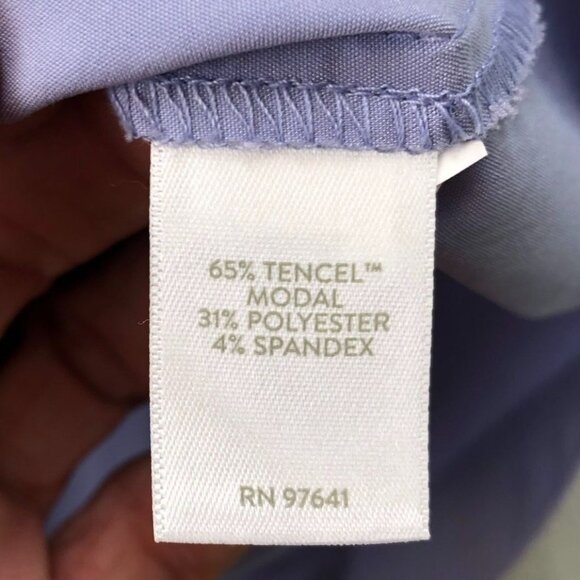 65% TENCEL™
MODAL
31% POLYESTER
4% SPANDEX
RN 97641